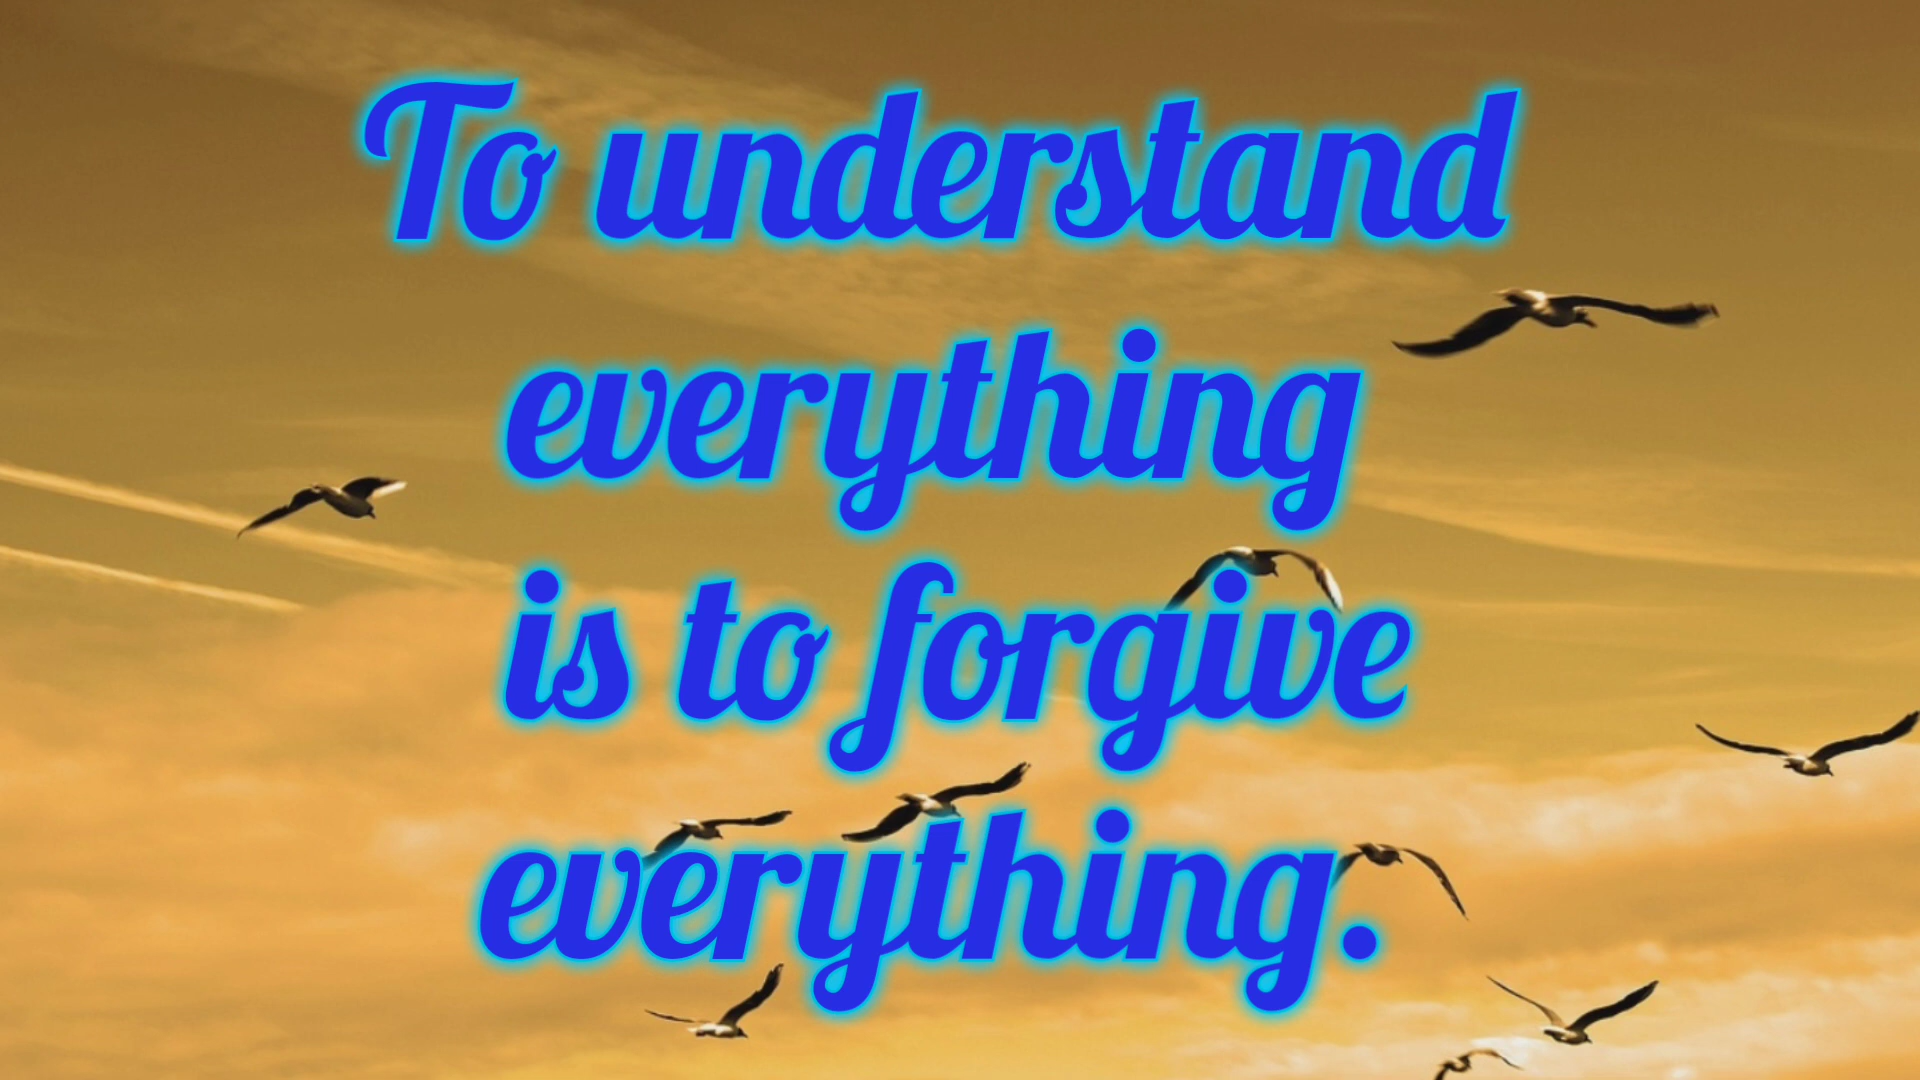 To understand
everything
is to forgive
everything.